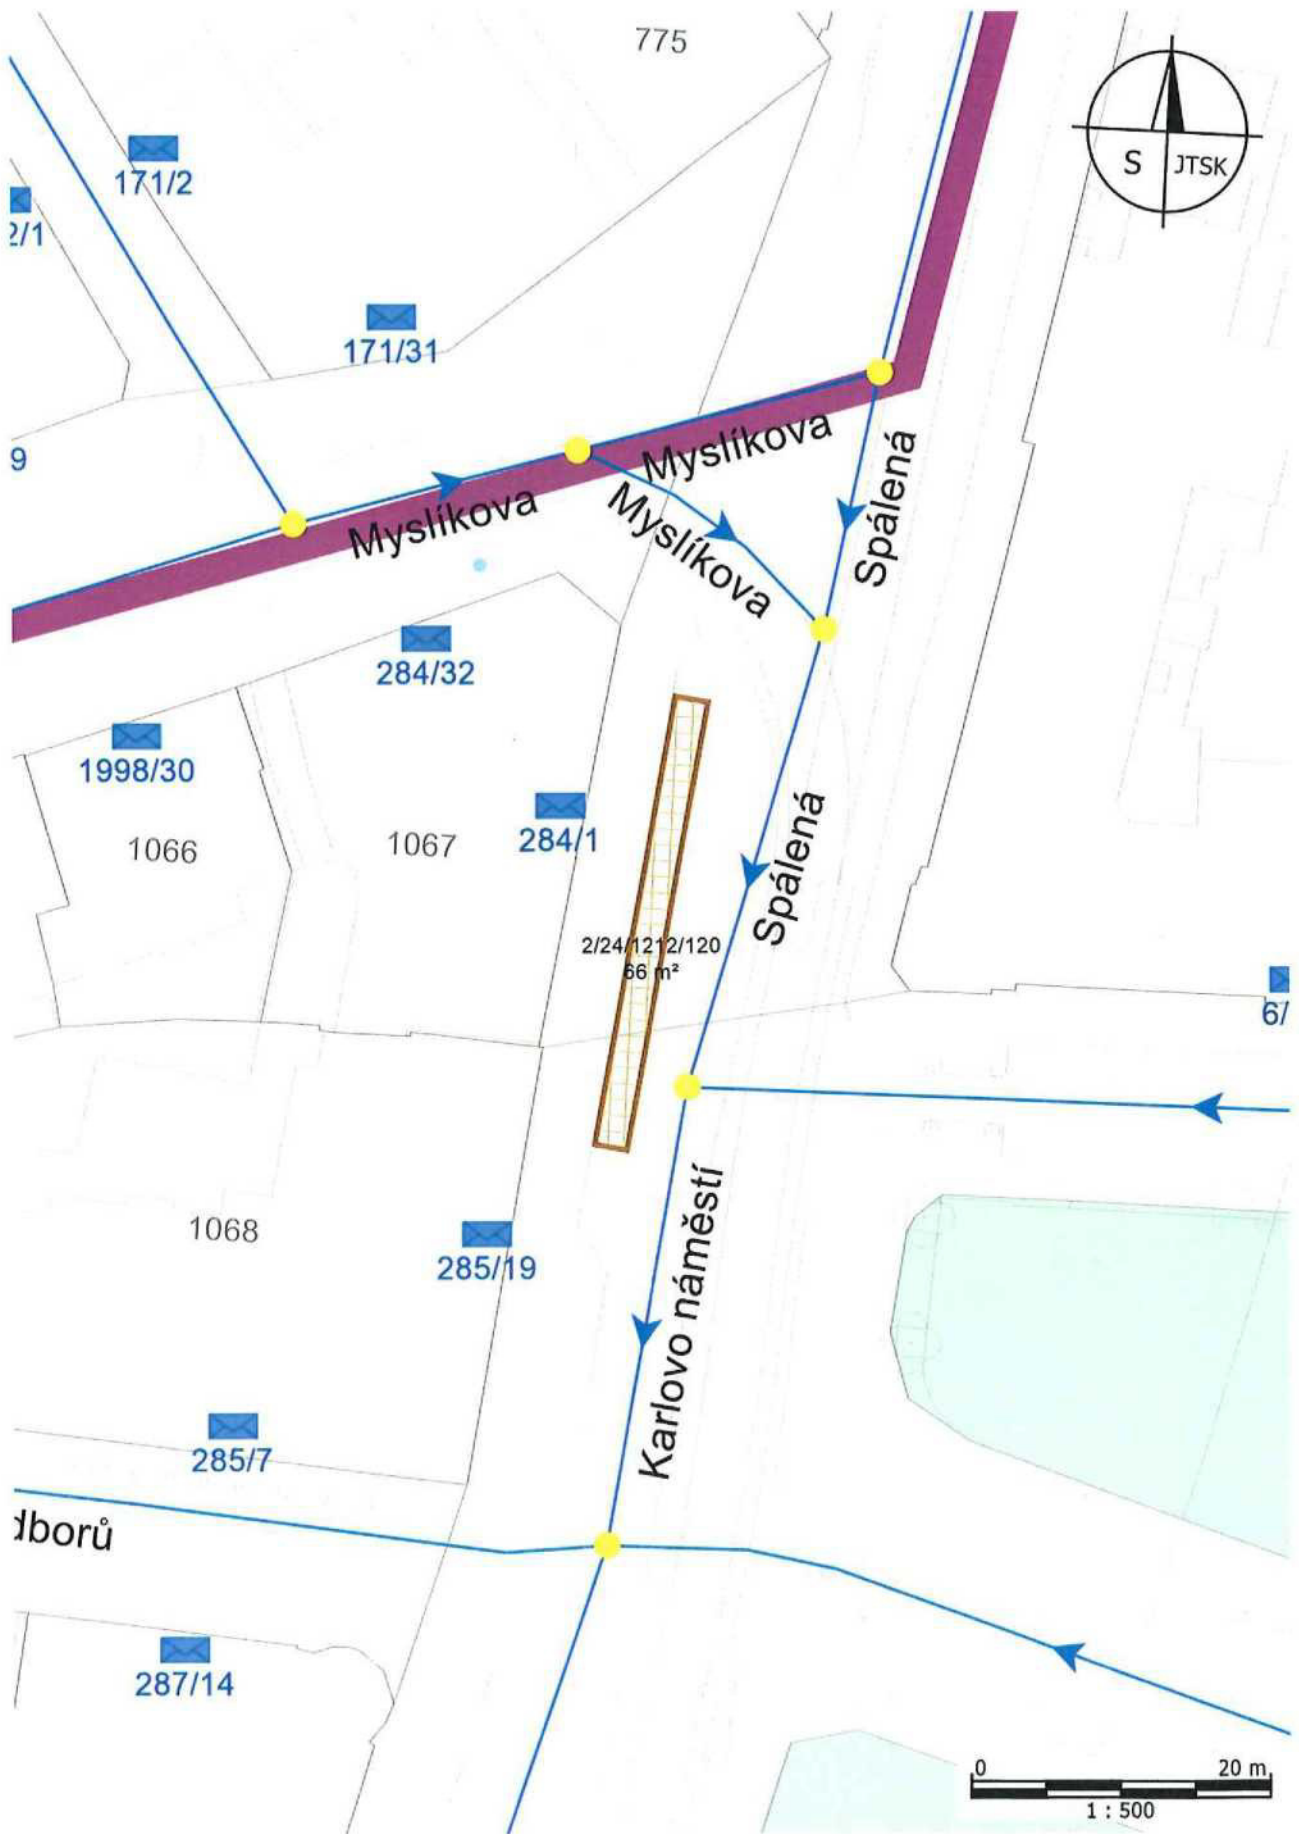 775
171/2
2/1
S JTSK
171/31
Myslíkova
9
Myslíkova
Myslíkova
Spálená
284/32
1998/30
1066
1067
284/1
Spálená
2/24/1212/120
66 m²
6/
1068
285/19
Karlovo náměstí
285/7
dborů
287/14
0 20 m
1 : 500